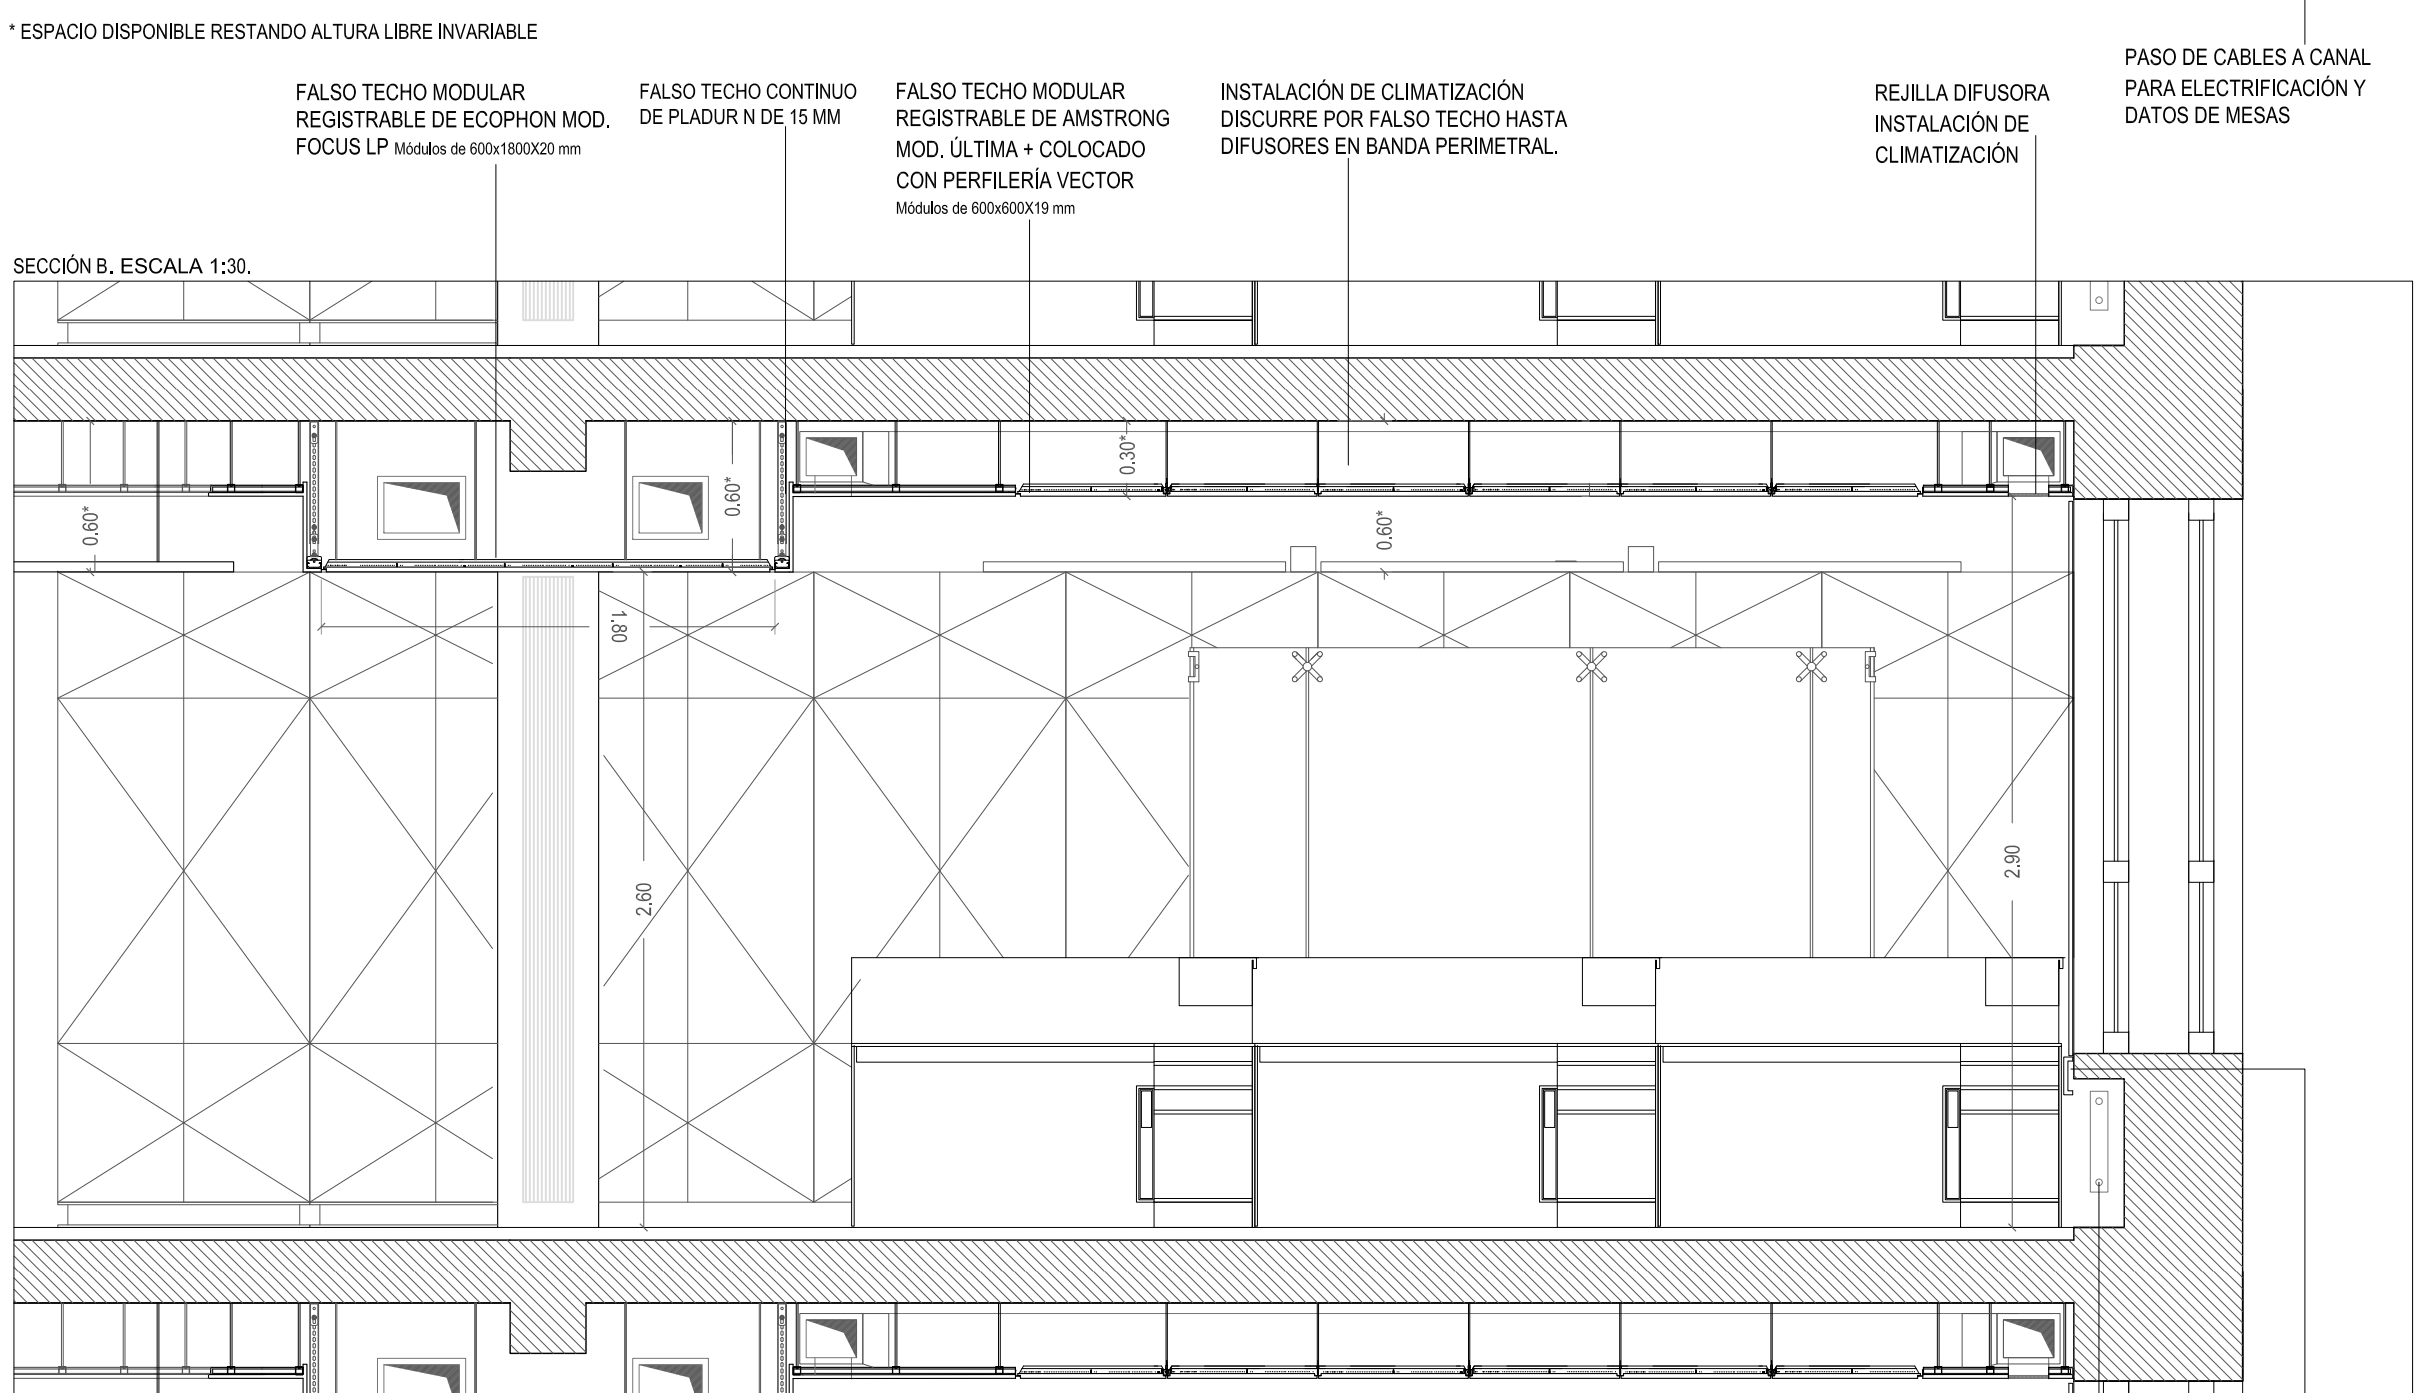 * ESPACIO DISPONIBLE RESTANDO ALTURA LIBRE INVARIABLE
FALSO TECHO MODULAR
REGISTRABLE DE ECOPHON MOD.
FOCUS LP Módulos de 600x1800X20 mm
FALSO TECHO CONTINUO
DE PLADUR N DE 15 MM
FALSO TECHO MODULAR
REGISTRABLE DE AMSTRONG
MOD. ÚLTIMA + COLOCADO
CON PERFILERÍA VECTOR
Módulos de 600x600X19 mm
INSTALACIÓN DE CLIMATIZACIÓN
DISCURRE POR FALSO TECHO HASTA
DIFUSORES EN BANDA PERIMETRAL.
REJILLA DIFUSORA
INSTALACIÓN DE
CLIMATIZACIÓN
PASO DE CABLES A CANAL
PARA ELECTRIFICACIÓN Y
DATOS DE MESAS
SECCIÓN B. ESCALA 1:30.
0.60*
0.60*
0.30*
0.60*
1.80
2.60
2.90